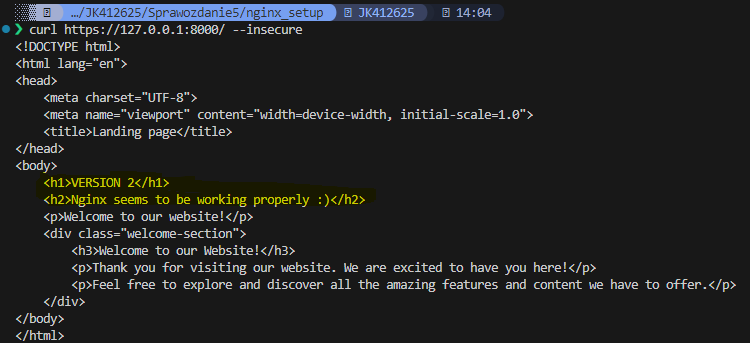 …/JK412625/Sprawozdanie5/nginx_setup JK412625 14:04
❯ curl https://127.0.0.1:8000/ --insecure
<!DOCTYPE html>
<html lang="en">
<head>
    <meta charset="UTF-8">
    <meta name="viewport" content="width=device-width, initial-scale=1.0">
    <title>Landing page</title>
</head>
<body>
    <h1>VERSION 2</h1>
    <h2>Nginx seems to be working properly :)</h2>
    <p>Welcome to our website!</p>
    <div class="welcome-section">
        <h3>Welcome to our Website!</h3>
        <p>Thank you for visiting our website. We are excited to have you here!</p>
        <p>Feel free to explore and discover all the amazing features and content we have to offer.</p>
    </div>
</body>
</html>